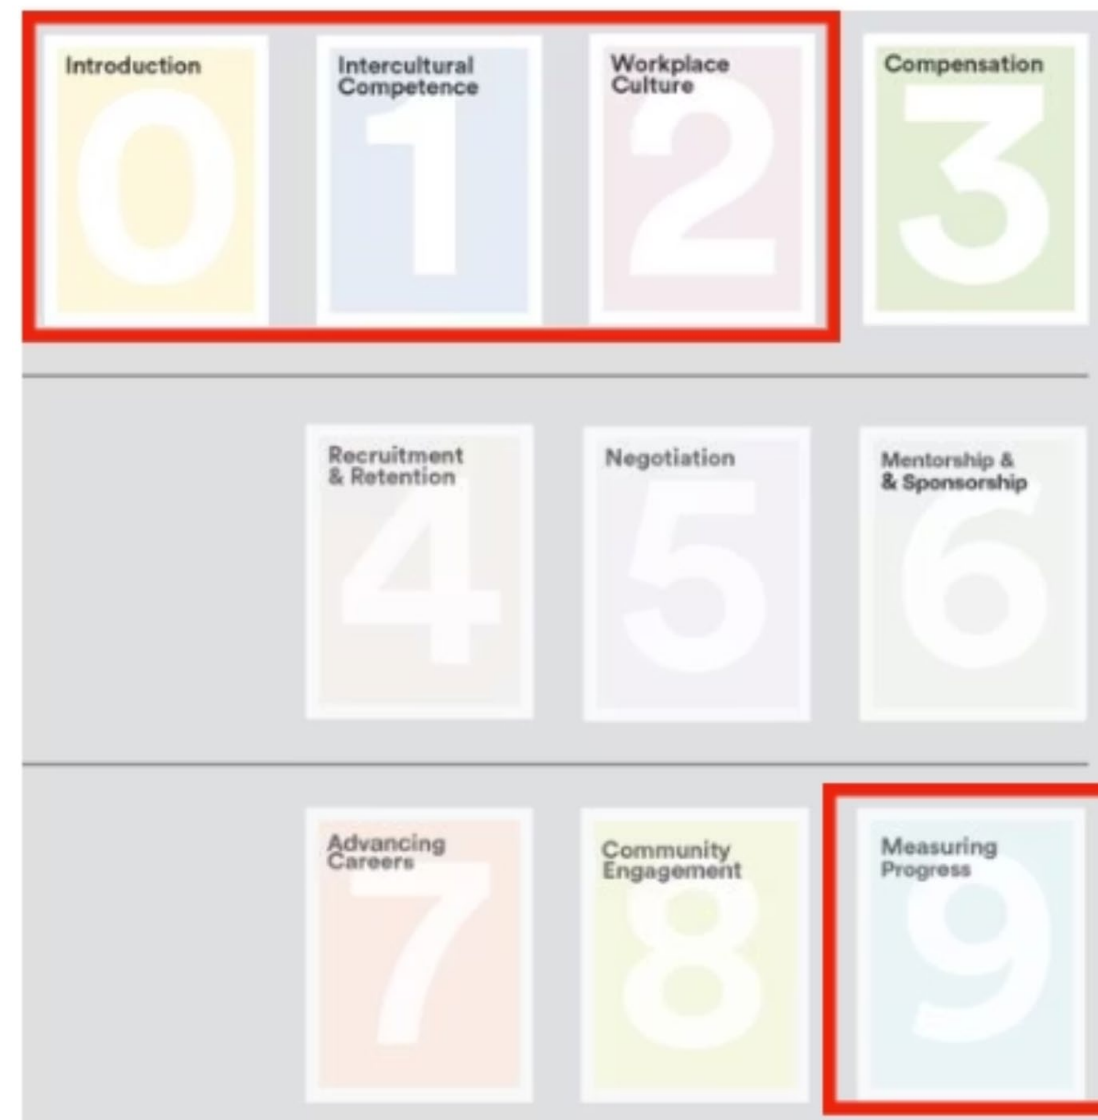 Introduction
0
Intercultural
Competence
1
Workplace
Culture
2
Compensation
3
Recruitment
& Retention
4
Negotiation
5
Mentorship &
& Sponsorship
6
Advancing
Careers
7
Community
Engagement
8
Measuring
Progress
9